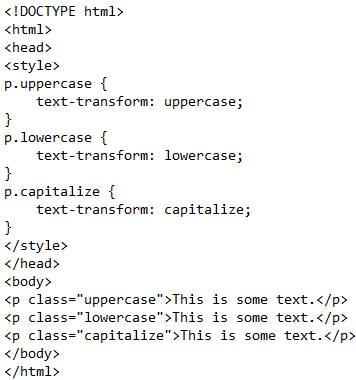 <!DOCTYPE html>
<html>
<head>
<style>
p.uppercase {
    text-transform: uppercase;
}
p.lowercase {
    text-transform: lowercase;
}
p.capitalize {
    text-transform: capitalize;
}
</style>
</head>
<body>
<p class="uppercase">This is some text.</p>
<p class="lowercase">This is some text.</p>
<p class="capitalize">This is some text.</p>
</body>
</html>